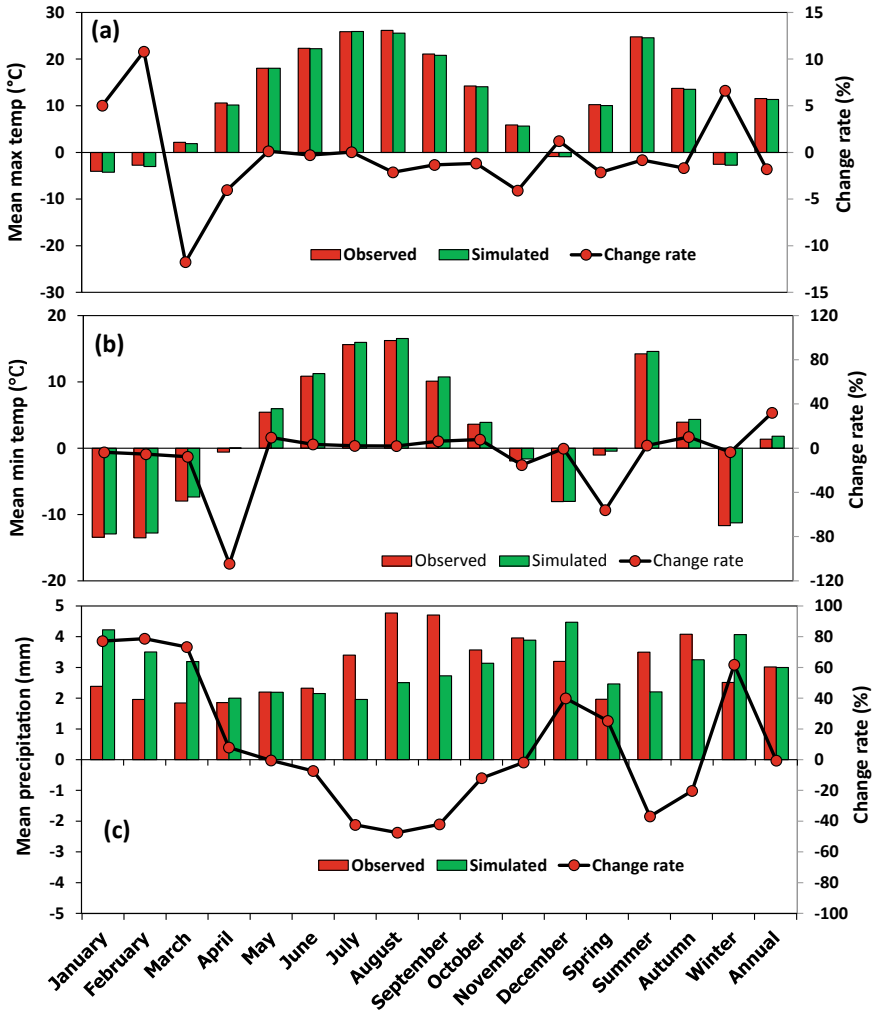 (a)
Mean max temp (°C)
30
20
10
0
-10
-20
-30
15
10
5
0
-5
-10
-15
Change rate (%)
Observed Simulated Change rate
(b)
Mean min temp (°C)
20
10
0
-10
-20
120
80
40
0
-40
-80
-120
Change rate (%)
Observed Simulated Change rate
(c)
Mean precipitation (mm)
5
4
3
2
1
0
-1
-2
-3
-4
-5
100
80
60
40
20
0
-20
-40
-60
-80
-100
Change rate (%)
Observed Simulated Change rate
January
February
March
April
May
June
July
August
September
October
November
December
Spring
Summer
Autumn
Winter
Annual